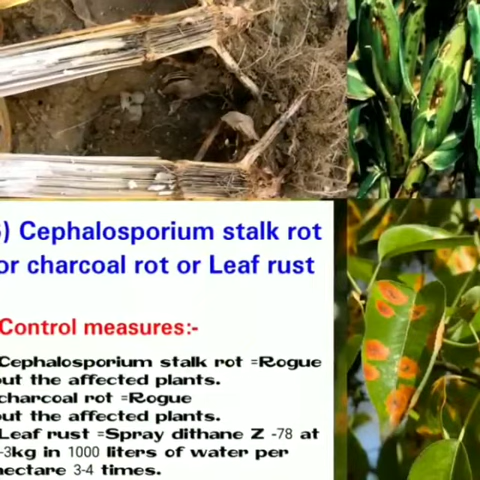 ) Cephalosporium stalk rot
or charcoal rot or Leaf rust
Control measures:-
Cephalosporium stalk rot =Rogue
out the affected plants.
charcoal rot =Rogue
out the affected plants.
Leaf rust =Spray dithane Z -78 at
-3kg in 1000 liters of water per
hectare 3-4 times.